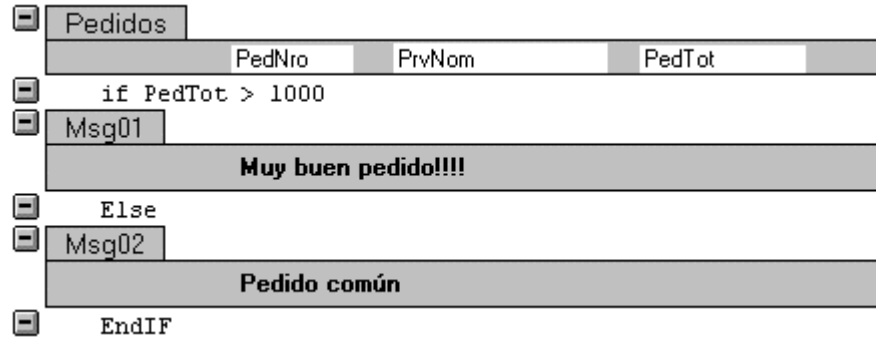 Pedidos
PedNro PrvNom PedTot
if PedTot > 1000
Msg01
Muy buen pedido!!!!
Else
Msg02
Pedido común
EndIF